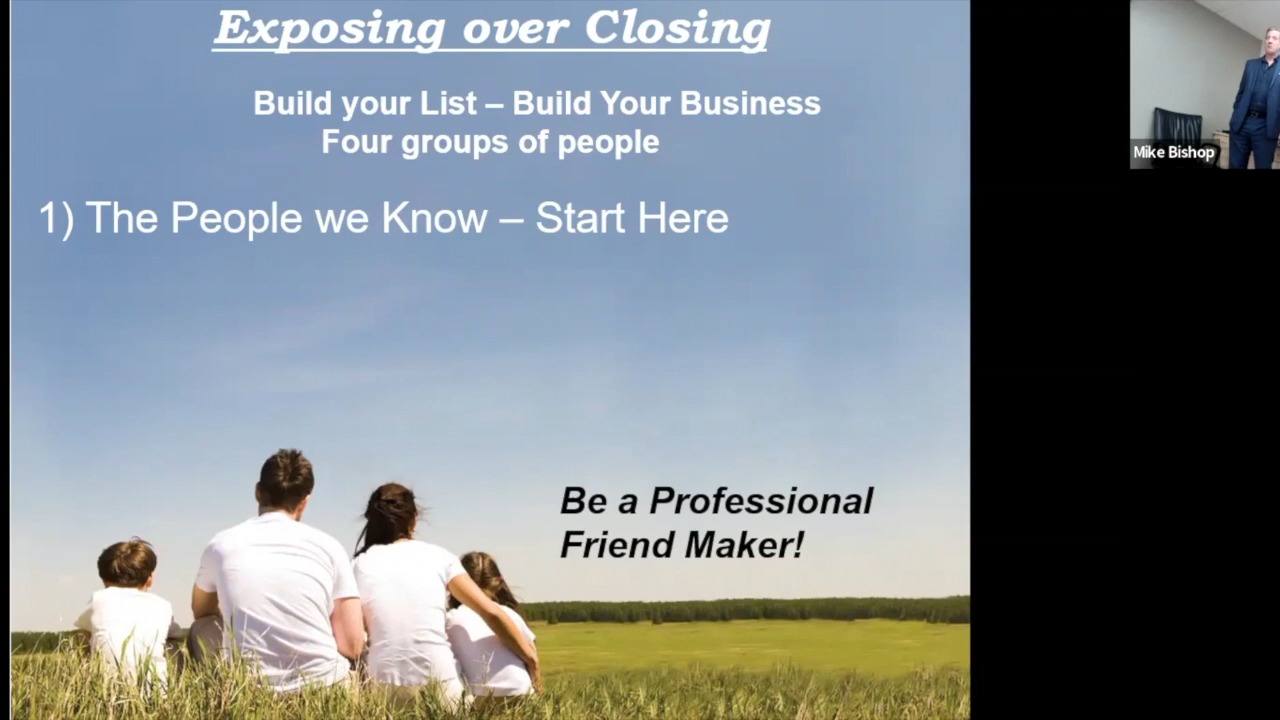 Exposing over Closing
Build your List – Build Your Business
Four groups of people
1) The People we Know – Start Here
Be a Professional
Friend Maker!
Mike Bishop